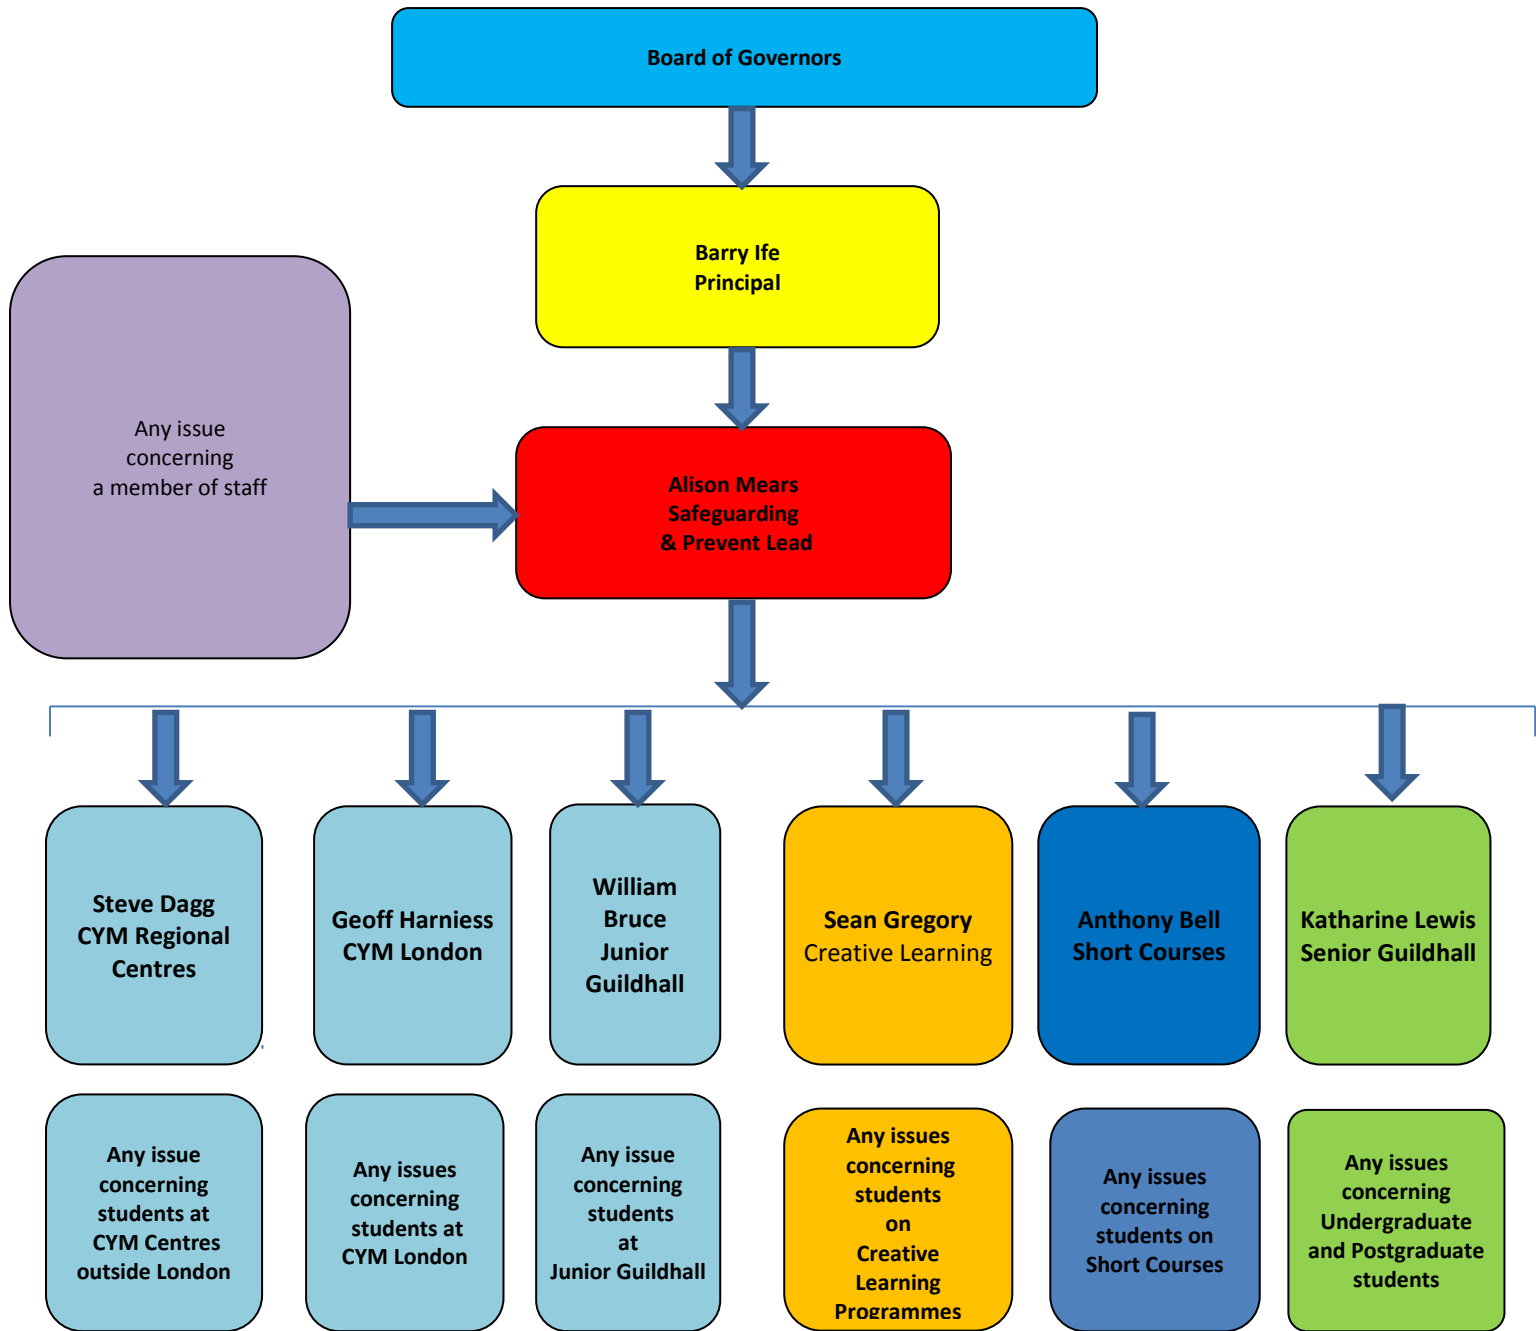 Board of Governors
Barry Ife
Principal
Any issue
concerning
a member of staff
Alison Mears
Safeguarding
& Prevent Lead
Steve Dagg
CYM Regional
Centres
Geoff Harniess
CYM London
William
Bruce
Junior
Guildhall
Sean Gregory
Creative Learning
Anthony Bell
Short Courses
Katharine Lewis
Senior Guildhall
Any issue
concerning
students at
CYM Centres
outside London
Any issues
concerning
students at
CYM London
Any issue
concerning
students
at
Junior Guildhall
Any issues
concerning
students
on
Creative
Learning
Programmes
Any issues
concerning
students on
Short Courses
Any issues
concerning
Undergraduate
and Postgraduate
students